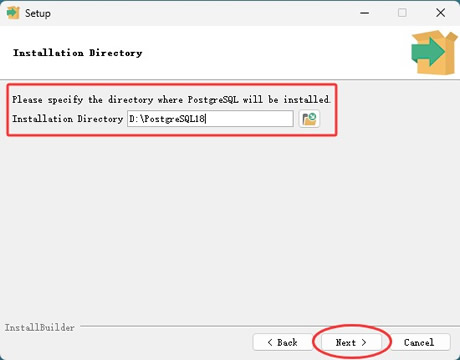 Setup
Installation Directory
Please specify the directory where PostgreSQL will be installed.
Installation Directory D:\PostgreSQL18
InstallBuilder
< Back Next > Cancel